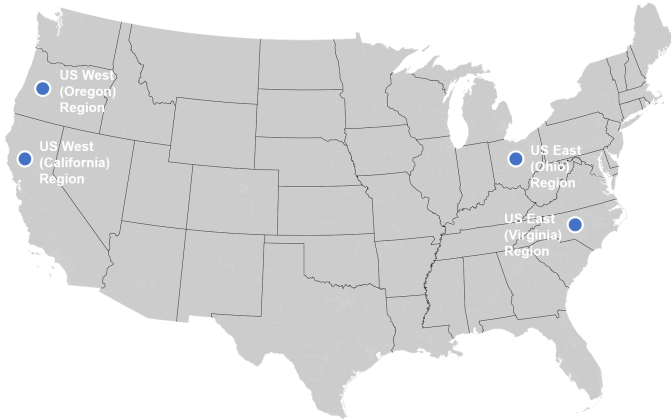 US West
(Oregon)
Region
US West
(California)
Region
US East
(Ohio)
Region
US East
(Virginia)
Region